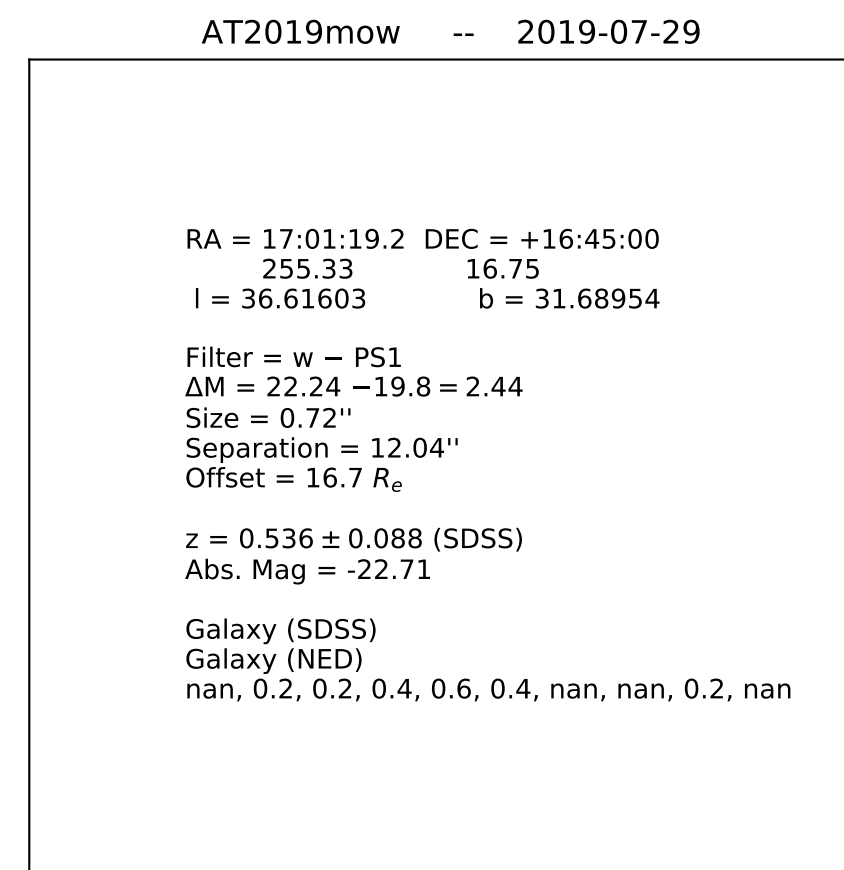 AT2019mow -- 2019-07-29
RA = 17:01:19.2 DEC = +16:45:00
255.33 16.75
l = 36.61603 b = 31.68954
Filter = w − PS1
ΔM = 22.24 −19.8 = 2.44
Size = 0.72''
Separation = 12.04''
Offset = 16.7 Re
z = 0.536 ± 0.088 (SDSS)
Abs. Mag = -22.71
Galaxy (SDSS)
Galaxy (NED)
nan, 0.2, 0.2, 0.4, 0.6, 0.4, nan, nan, 0.2, nan